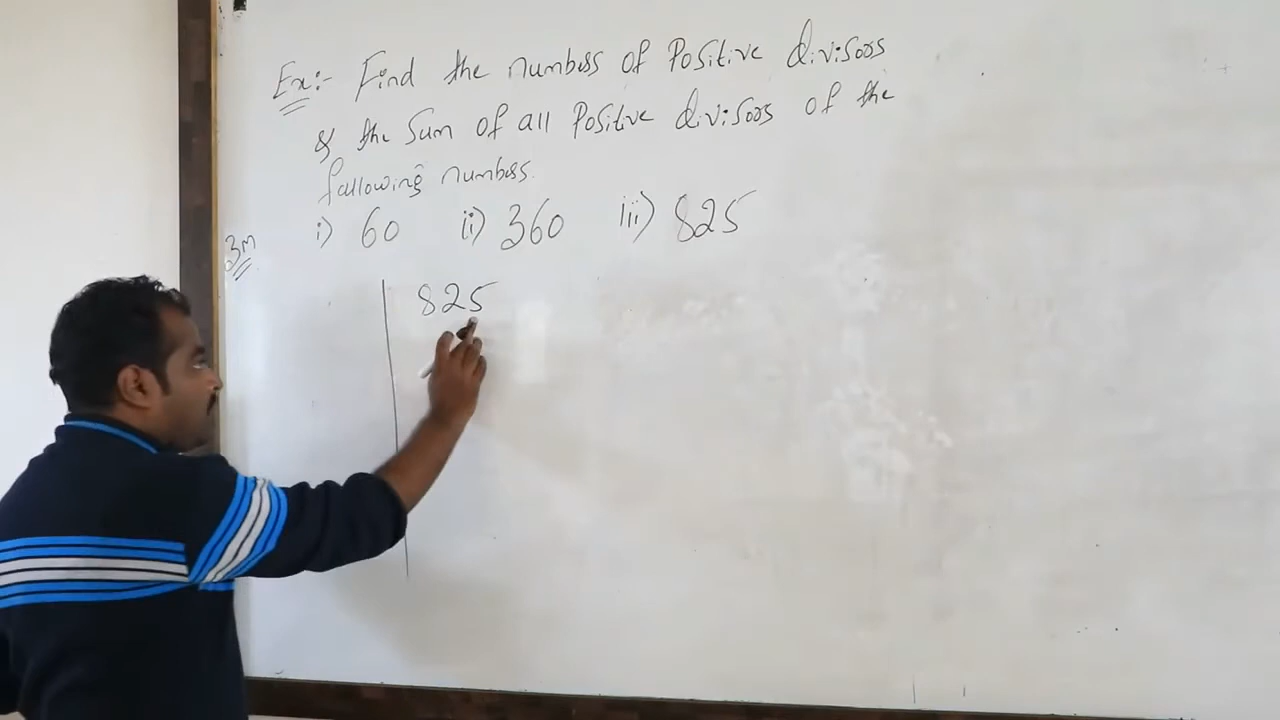 Ex:- Find the numbers of Positive divisors
& the Sum of all Positive divisors of the
fallowing numbers.
i) 60 ii) 360 iii) 825
3m
825